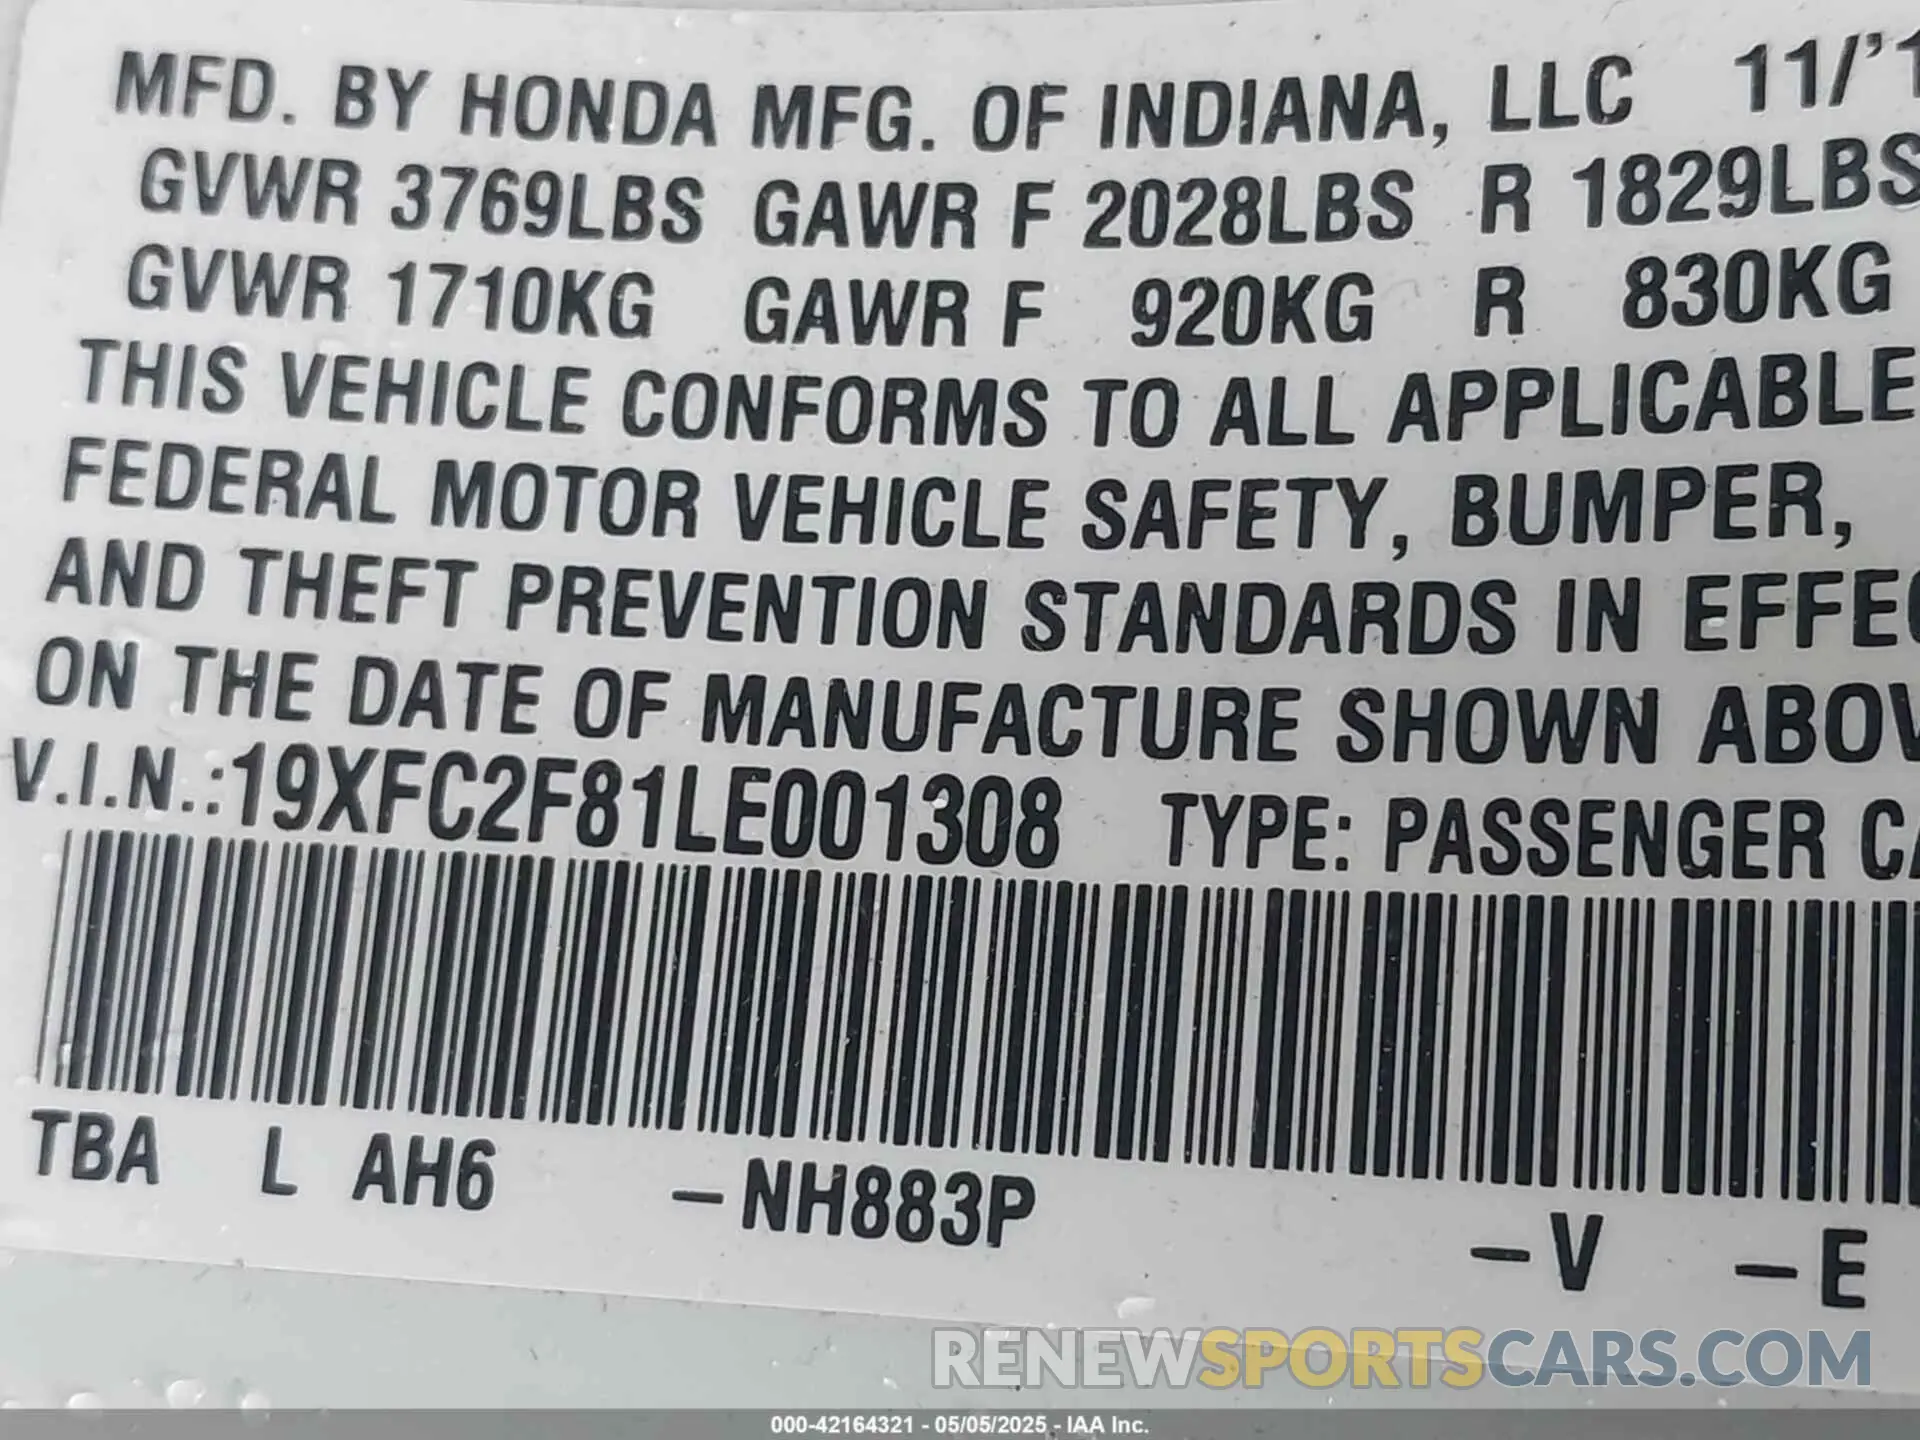 MFD. BY HONDA MFG. OF INDIANA, LLC 11/'1
GVWR 3769LBS GAWR F 2028LBS R 1829LBS
GVWR 1710KG GAWR F 920KG R 830KG
THIS VEHICLE CONFORMS TO ALL APPLICABLE
FEDERAL MOTOR VEHICLE SAFETY, BUMPER,
AND THEFT PREVENTION STANDARDS IN EFFEC
ON THE DATE OF MANUFACTURE SHOWN ABOV
V.I.N.:19XFC2F81LE001308 TYPE: PASSENGER CA
TBA L AH6 –NH883P –V –E
RENEWSPORTSCARS.COM
000-42164321 - 05/05/2025 - IAA Inc.